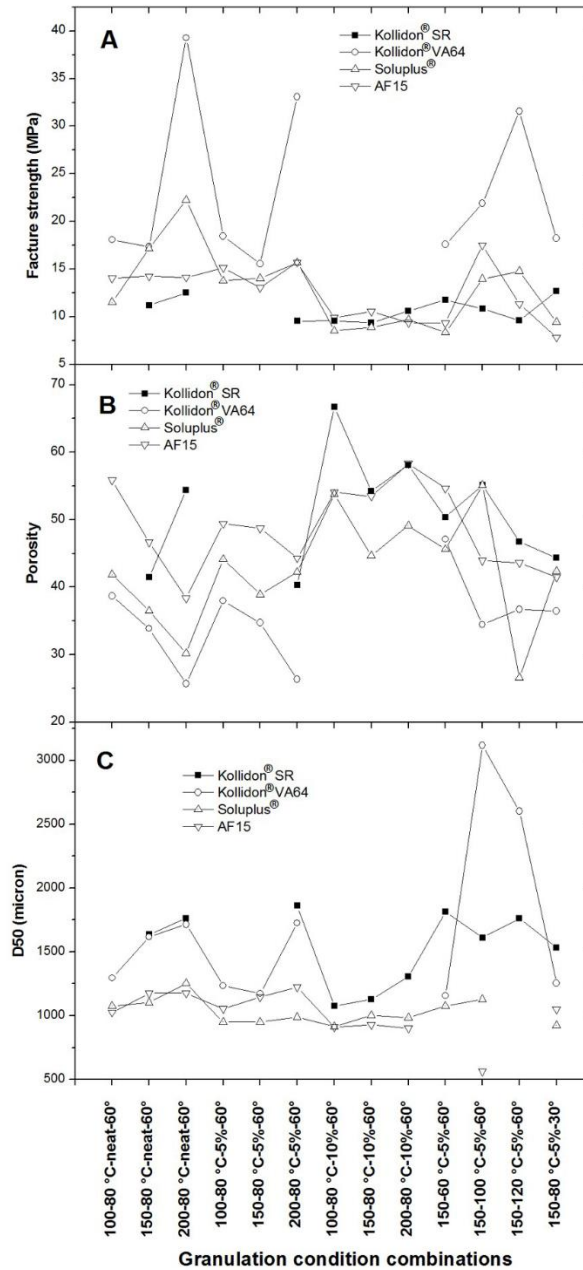 A
Kollidon® SR
Kollidon® VA64
Soluplus®
AF15
Facture strength (MPa)
40
35
30
25
20
15
10
5
B
Kollidon® SR
Kollidon® VA64
Soluplus®
AF15
Porosity
70
60
50
40
30
20
C
Kollidon® SR
Kollidon® VA64
Soluplus®
AF15
D50 (micron)
3000
2500
2000
1500
1000
500
100-80 °C-neat-60°
150-80 °C-neat-60°
200-80 °C-neat-60°
100-80 °C-5%-60°
150-80 °C-5%-60°
200-80 °C-5%-60°
100-80 °C-10%-60°
150-80 °C-10%-60°
200-80 °C-10%-60°
150-60 °C-5%-60°
150-100 °C-5%-60°
150-120 °C-5%-60°
150-80 °C-5%-30°
Granulation condition combinations